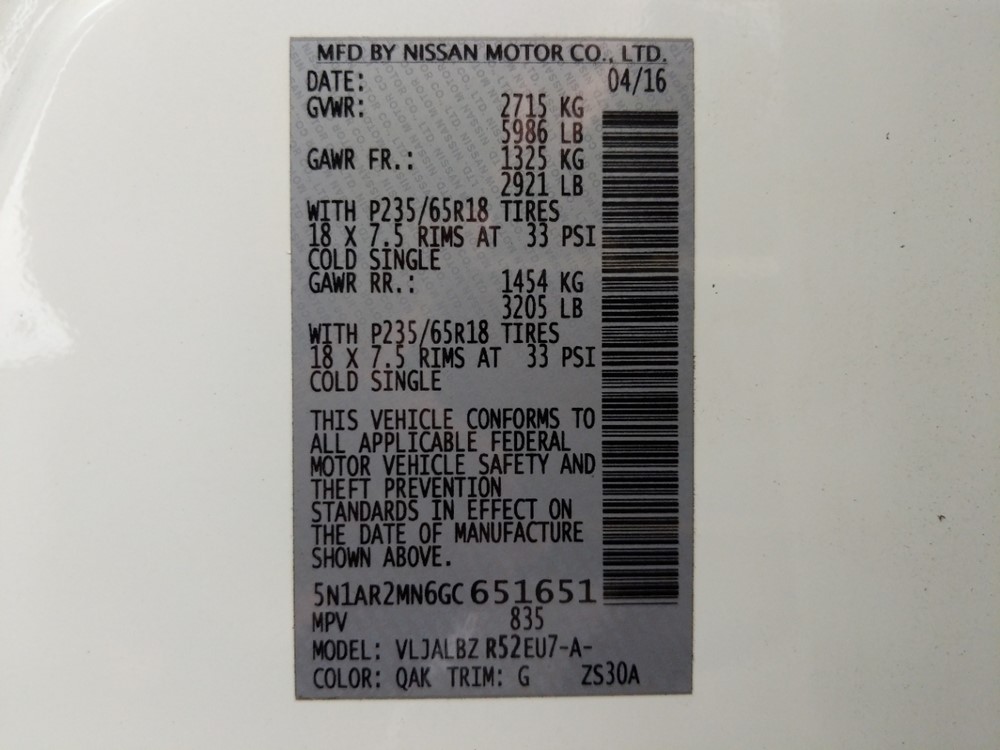 MFD BY NISSAN MOTOR CO., LTD.
DATE: 04/16
GVWR: 2715 KG
5986 LB
GAWR FR.: 1325 KG
2921 LB
WITH P235/65R18 TIRES
18 X 7.5 RIMS AT 33 PSI
COLD SINGLE
GAWR RR.: 1454 KG
3205 LB
WITH P235/65R18 TIRES
18 X 7.5 RIMS AT 33 PSI
COLD SINGLE
THIS VEHICLE CONFORMS TO
ALL APPLICABLE FEDERAL
MOTOR VEHICLE SAFETY AND
THEFT PREVENTION
STANDARDS IN EFFECT ON
THE DATE OF MANUFACTURE
SHOWN ABOVE.
5N1AR2MN6GC651651
MPV 835
MODEL: VLJALBZ R52EU7-A-
COLOR: QAK TRIM: G ZS30A